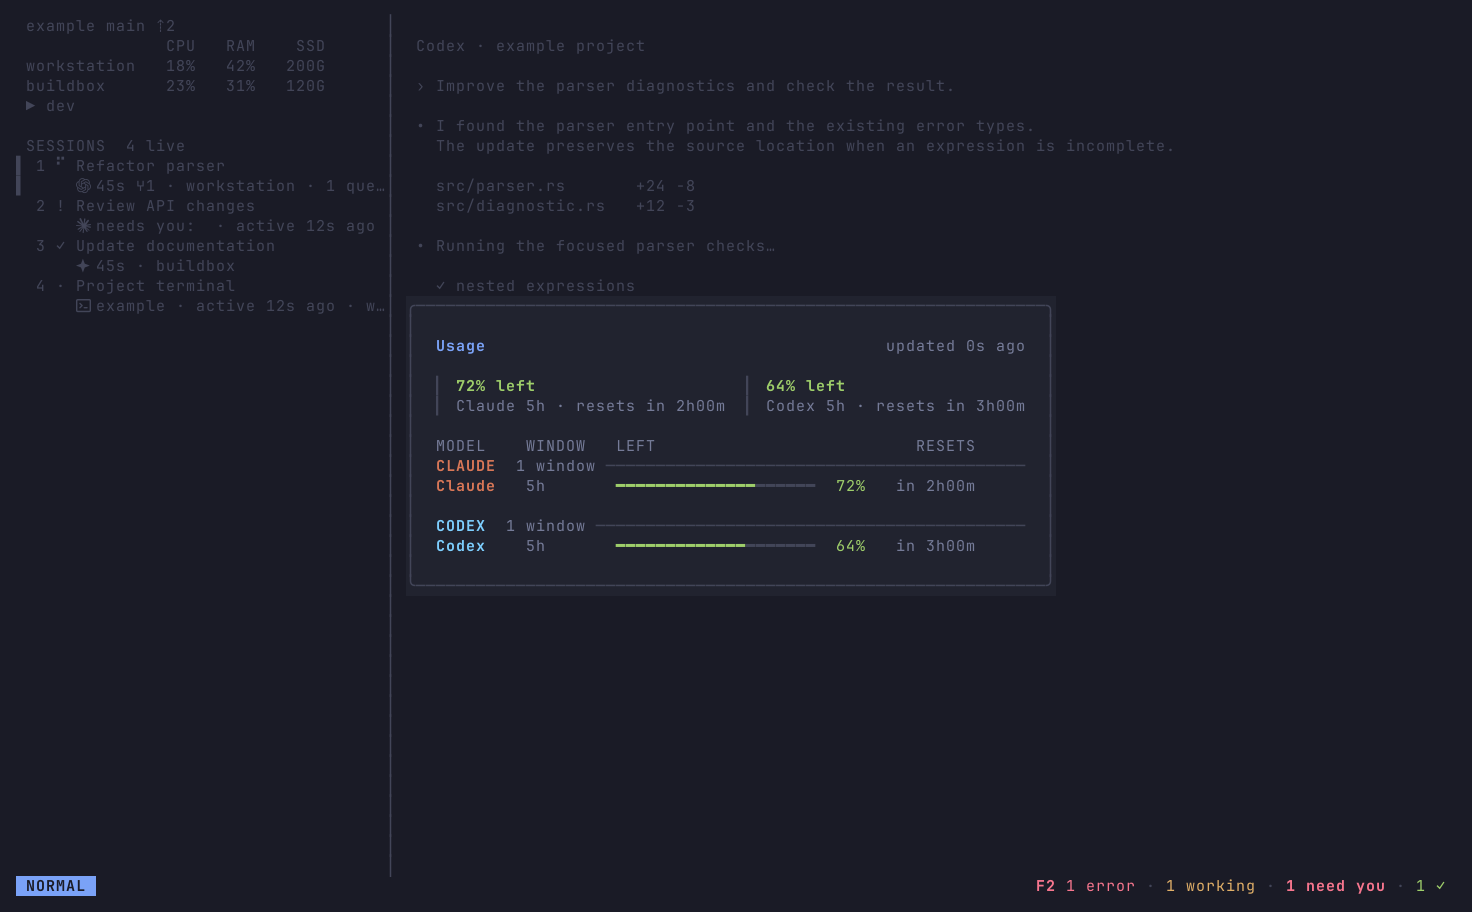 example main ↑2
CPU RAM SSD
workstation 18% 42% 200G
buildbox 23% 31% 120G
▶ dev
SESSIONS 4 live
1 Refactor parser
45s 1 · workstation · 1 que…
2 ! Review API changes
needs you: · active 12s ago
3 ✓ Update documentation
45s · buildbox
4 · Project terminal
example · active 12s ago · w…
Codex · example project
› Improve the parser diagnostics and check the result.
• I found the parser entry point and the existing error types.
The update preserves the source location when an expression is incomplete.
src/parser.rs +24 -8
src/diagnostic.rs +12 -3
• Running the focused parser checks…
✓ nested expressions
Usage updated 0s ago
72% left 64% left
Claude 5h · resets in 2h00m Codex 5h · resets in 3h00m
MODEL WINDOW LEFT RESETS
CLAUDE 1 window
Claude 5h 72% in 2h00m
CODEX 1 window
Codex 5h 64% in 3h00m
NORMAL F2 1 error · 1 working · 1 need you · 1 ✓